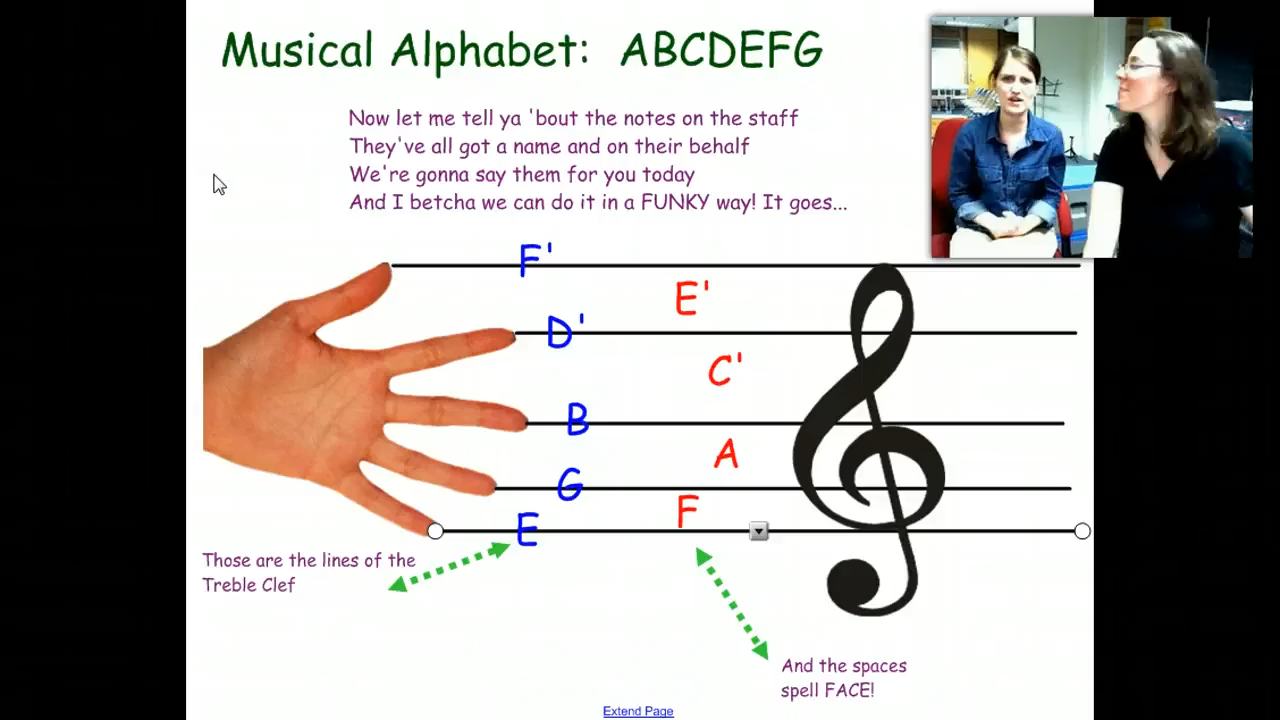 Musical Alphabet: ABCDEFG
Now let me tell ya 'bout the notes on the staff
They've all got a name and on their behalf
We're gonna say them for you today
And I betcha we can do it in a FUNKY way! It goes...
F'
E'
D'
C'
B
A
G
F
E
Those are the lines of the
Treble Clef
And the spaces
spell FACE!
Extend Page